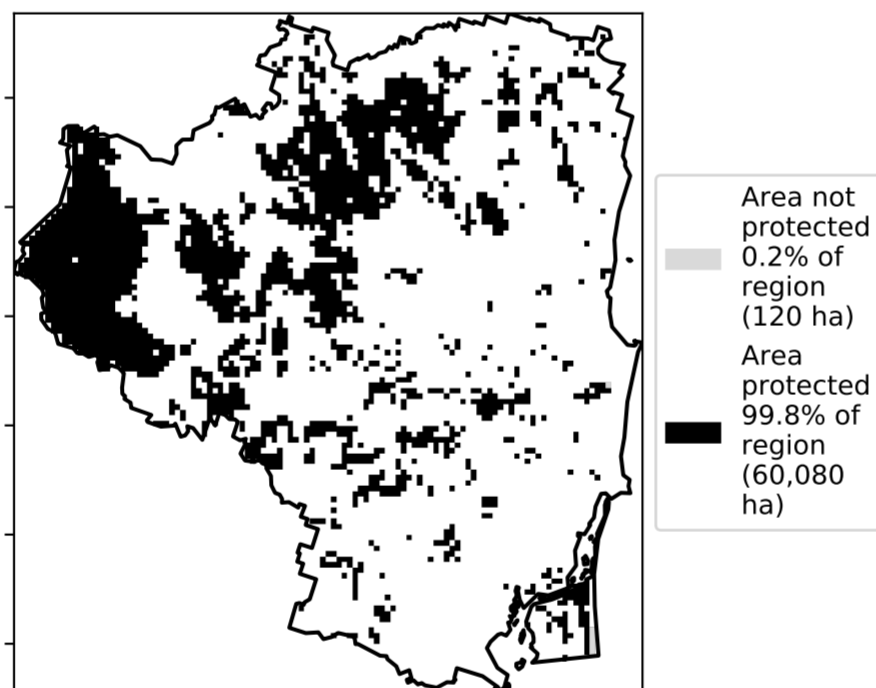 Area not
protected
0.2% of
region
(120 ha)
Area
protected
99.8% of
region
(60,080
ha)